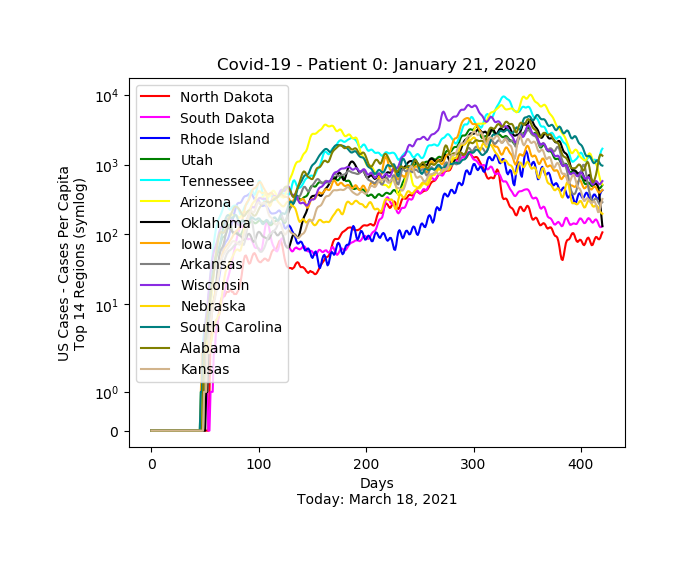 Covid-19 - Patient 0: January 21, 2020
US Cases - Cases Per Capita
Top 14 Regions (symlog)
10^4
10^3
10^2
10^1
10^0
0
North Dakota
South Dakota
Rhode Island
Utah
Tennessee
Arizona
Oklahoma
Iowa
Arkansas
Wisconsin
Nebraska
South Carolina
Alabama
Kansas
0 100 200 300 400
Days
Today: March 18, 2021